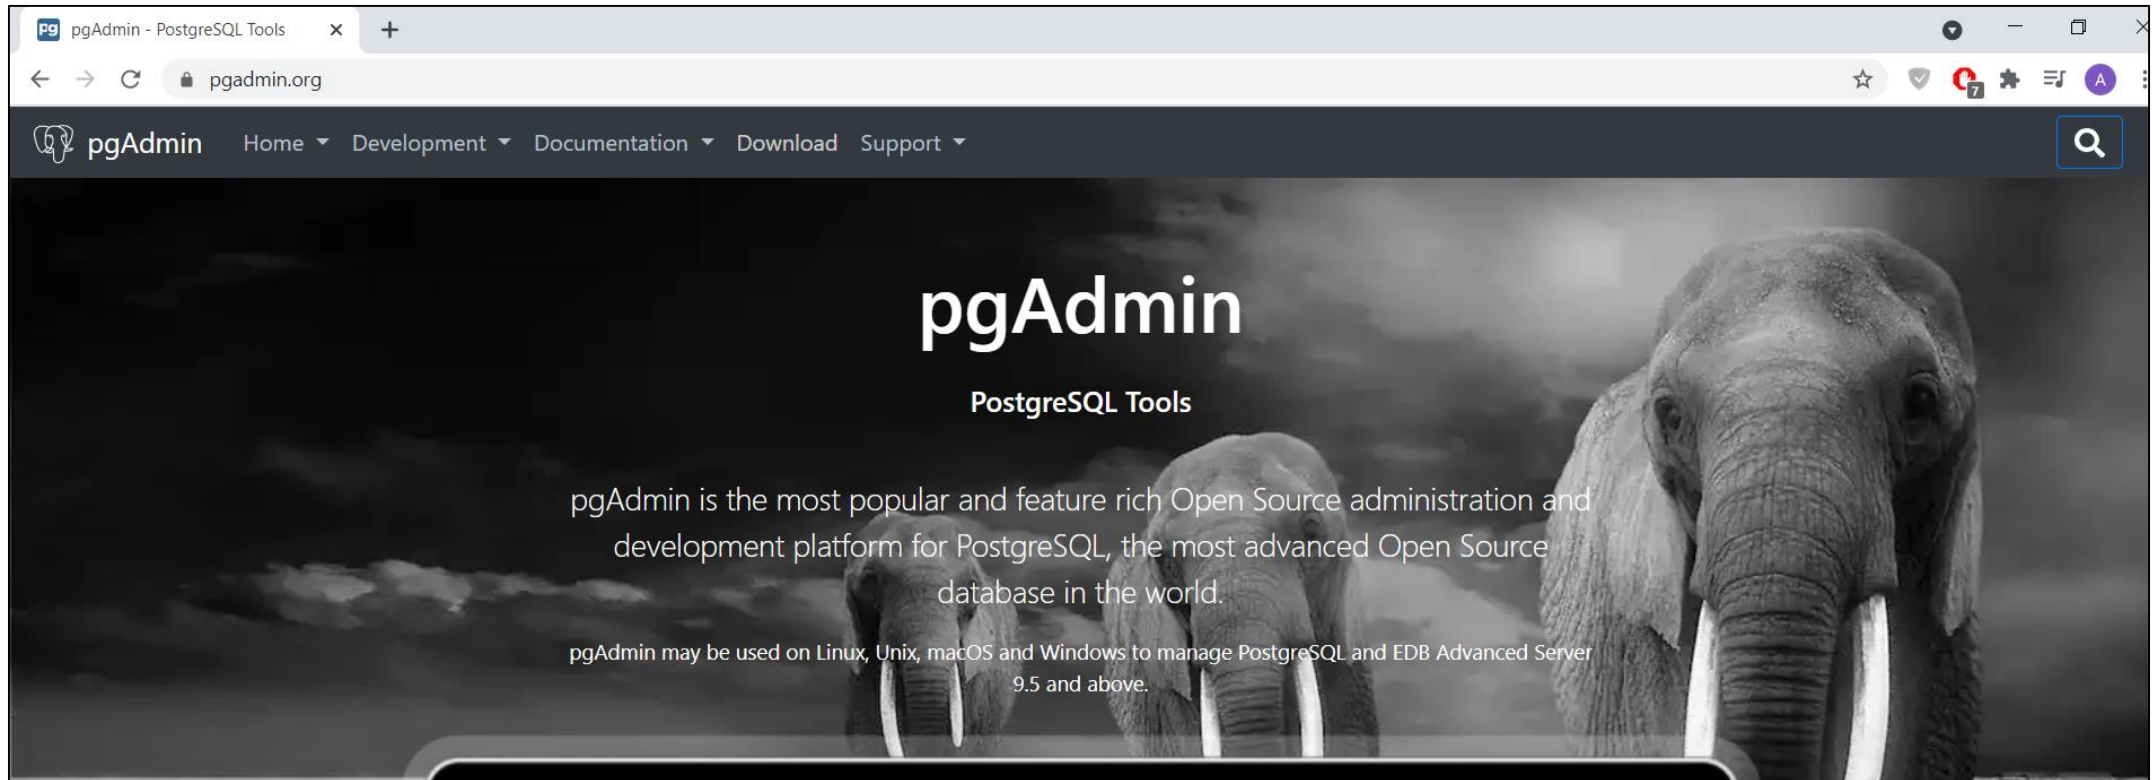 pgAdmin - PostgreSQL Tools
pgadmin.org
7
A
pgAdmin Home Development Documentation Download Support
pgAdmin
PostgreSQL Tools
pgAdmin is the most popular and feature rich Open Source administration and
development platform for PostgreSQL, the most advanced Open Source
database in the world.
pgAdmin may be used on Linux, Unix, macOS and Windows to manage PostgreSQL and EDB Advanced Server
9.5 and above.